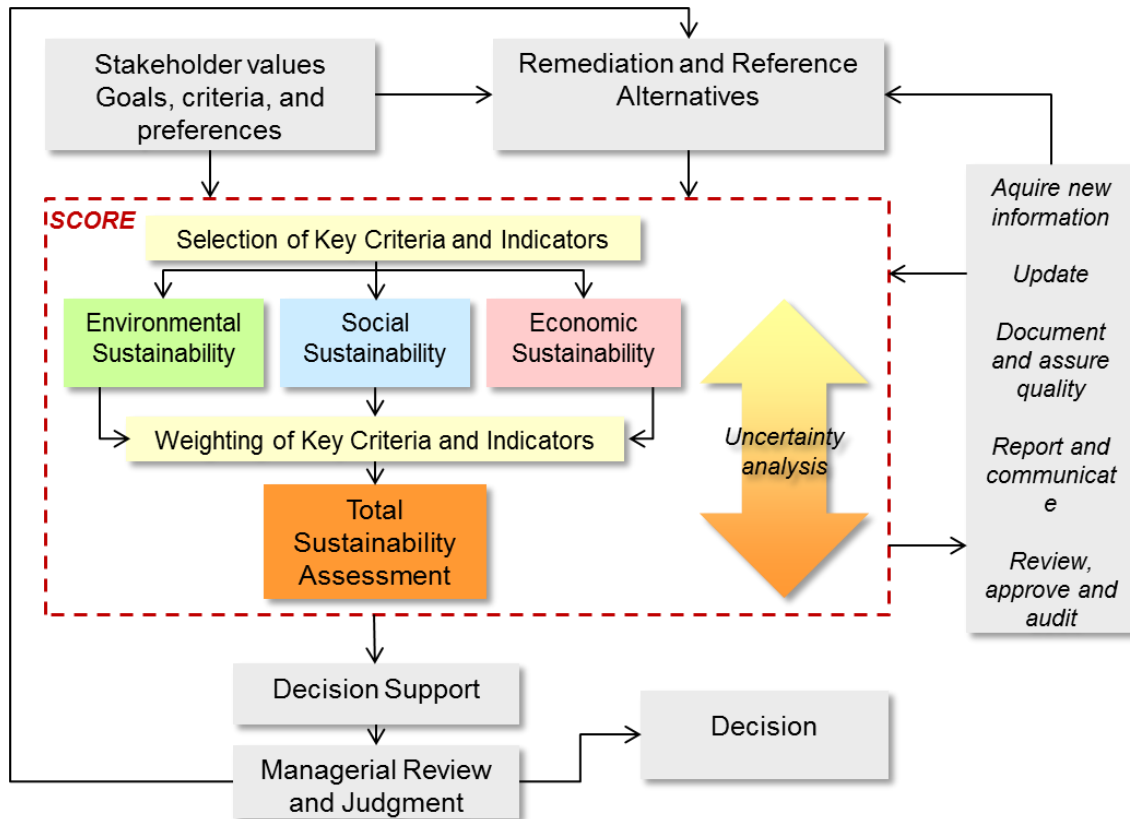 Stakeholder values
Goals, criteria, and
preferences
Remediation and Reference
Alternatives
SCORE
Selection of Key Criteria and Indicators
Environmental
Sustainability
Social
Sustainability
Economic
Sustainability
Weighting of Key Criteria and Indicators
Total
Sustainability
Assessment
Uncertainty
analysis
Aquire new
information
Update
Document
and assure
quality
Report and
communicat
e
Review,
approve and
audit
Decision Support
Managerial Review
and Judgment
Decision